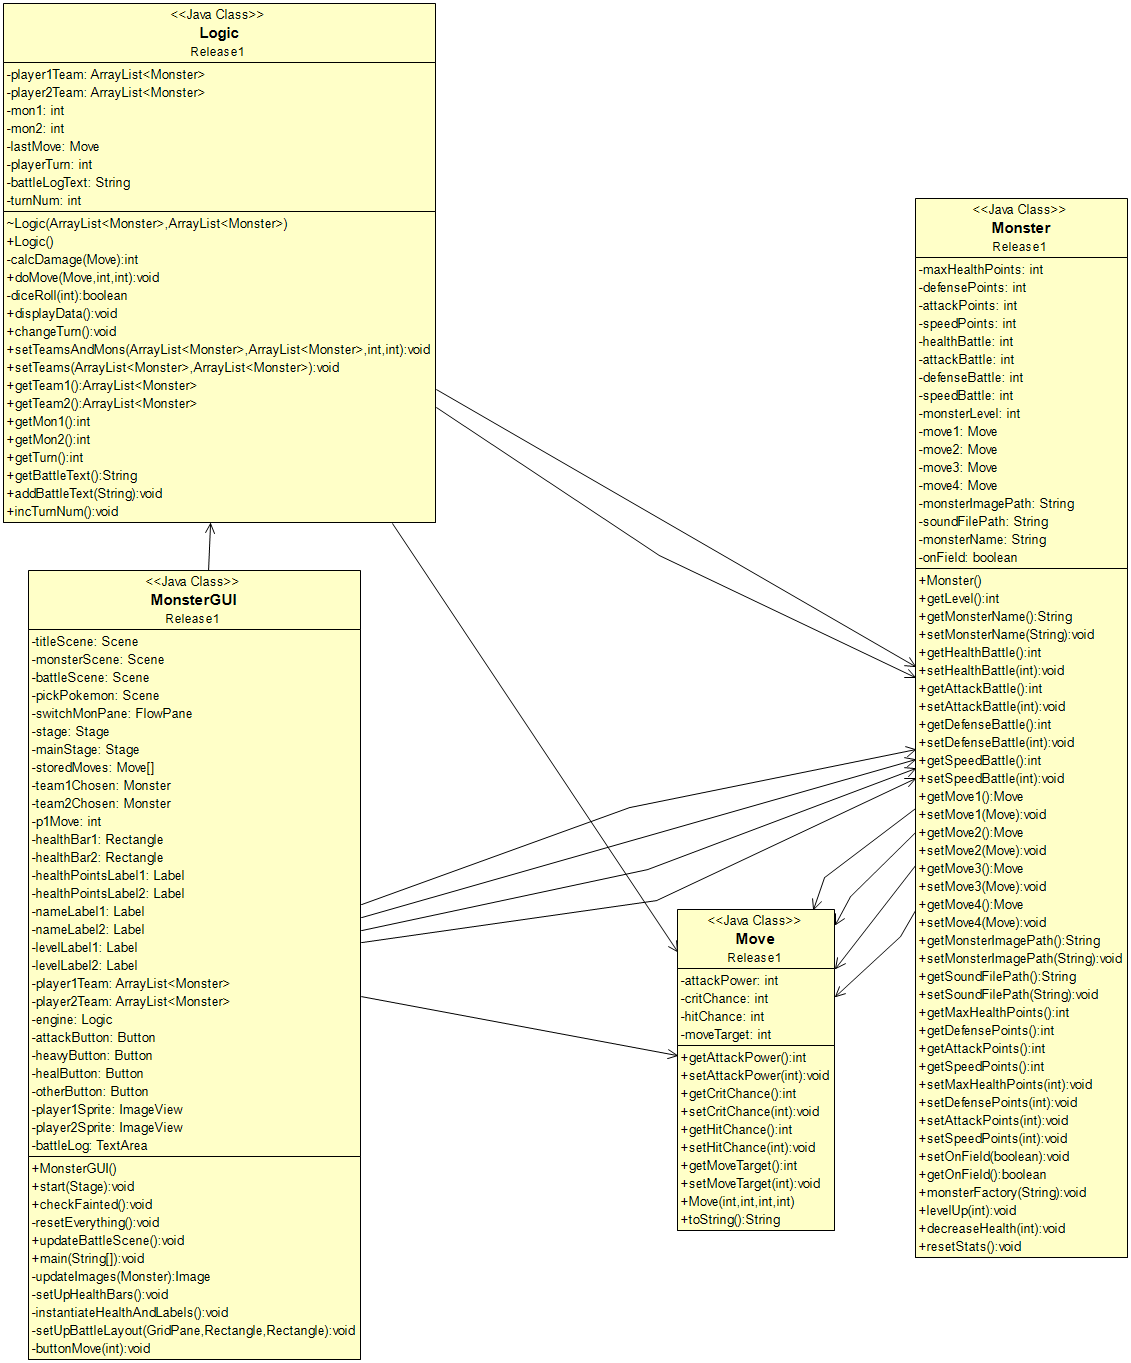 <<Java Class>>
Logic
Release1
-player1Team: ArrayList<Monster>
-player2Team: ArrayList<Monster>
-mon1: int
-mon2: int
-lastMove: Move
-playerTurn: int
-battleLogText: String
-turnNum: int
~Logic(ArrayList<Monster>,ArrayList<Monster>)
+Logic()
-calcDamage(Move):int
+doMove(Move,int,int):void
-diceRoll(int):boolean
+displayData():void
+changeTurn():void
+setTeamsAndMons(ArrayList<Monster>,ArrayList<Monster>,int,int):void
+setTeams(ArrayList<Monster>,ArrayList<Monster>):void
+getTeam1():ArrayList<Monster>
+getTeam2():ArrayList<Monster>
+getMon1():int
+getMon2():int
+getTurn():int
+getBattleText():String
+addBattleText(String):void
+incTurnNum():void
<<Java Class>>
MonsterGUI
Release1
-titleScene: Scene
-monsterScene: Scene
-battleScene: Scene
-pickPokemon: Scene
-switchMonPane: FlowPane
-stage: Stage
-mainStage: Stage
-storedMoves: Move[]
-team1Chosen: Monster
-team2Chosen: Monster
-p1Move: int
-healthBar1: Rectangle
-healthBar2: Rectangle
-healthPointsLabel1: Label
-healthPointsLabel2: Label
-nameLabel1: Label
-nameLabel2: Label
-levelLabel1: Label
-levelLabel2: Label
-player1Team: ArrayList<Monster>
-player2Team: ArrayList<Monster>
-engine: Logic
-attackButton: Button
-heavyButton: Button
-healButton: Button
-otherButton: Button
-player1Sprite: ImageView
-player2Sprite: ImageView
-battleLog: TextArea
+MonsterGUI()
+start(Stage):void
+checkFainted():void
-resetEverything():void
+updateBattleScene():void
+main(String[]):void
-updateImages(Monster):Image
-setUpHealthBars():void
-instantiateHealthAndLabels():void
-setUpBattleLayout(GridPane,Rectangle,Rectangle):void
-buttonMove(int):void
<<Java Class>>
Move
Release1
-attackPower: int
-critChance: int
-hitChance: int
-moveTarget: int
+getAttackPower():int
+setAttackPower(int):void
+getCritChance():int
+setCritChance(int):void
+getHitChance():int
+setHitChance(int):void
+getMoveTarget():int
+setMoveTarget(int):void
+Move(int,int,int,int)
+toString():String
<<Java Class>>
Monster
Release1
-maxHealthPoints: int
-defensePoints: int
-attackPoints: int
-speedPoints: int
-healthBattle: int
-attackBattle: int
-defenseBattle: int
-speedBattle: int
-monsterLevel: int
-move1: Move
-move2: Move
-move3: Move
-move4: Move
-monsterImagePath: String
-soundFilePath: String
-monsterName: String
-onField: boolean
+Monster()
+getLevel():int
+getMonsterName():String
+setMonsterName(String):void
+getHealthBattle():int
+setHealthBattle(int):void
+getAttackBattle():int
+setAttackBattle(int):void
+getDefenseBattle():int
+setDefenseBattle(int):void
+getSpeedBattle():int
+setSpeedBattle(int):void
+getMove1():Move
+setMove1(Move):void
+getMove2():Move
+setMove2(Move):void
+getMove3():Move
+setMove3(Move):void
+getMove4():Move
+setMove4(Move):void
+getMonsterImagePath():String
+setMonsterImagePath(String):void
+getSoundFilePath():String
+setSoundFilePath(String):void
+getMaxHealthPoints():int
+getDefensePoints():int
+getAttackPoints():int
+getSpeedPoints():int
+setMaxHealthPoints(int):void
+setDefensePoints(int):void
+setAttackPoints(int):void
+setSpeedPoints(int):void
+setOnField(boolean):void
+getOnField():boolean
+monsterFactory(String):void
+levelUp(int):void
+decreaseHealth(int):void
+resetStats():void